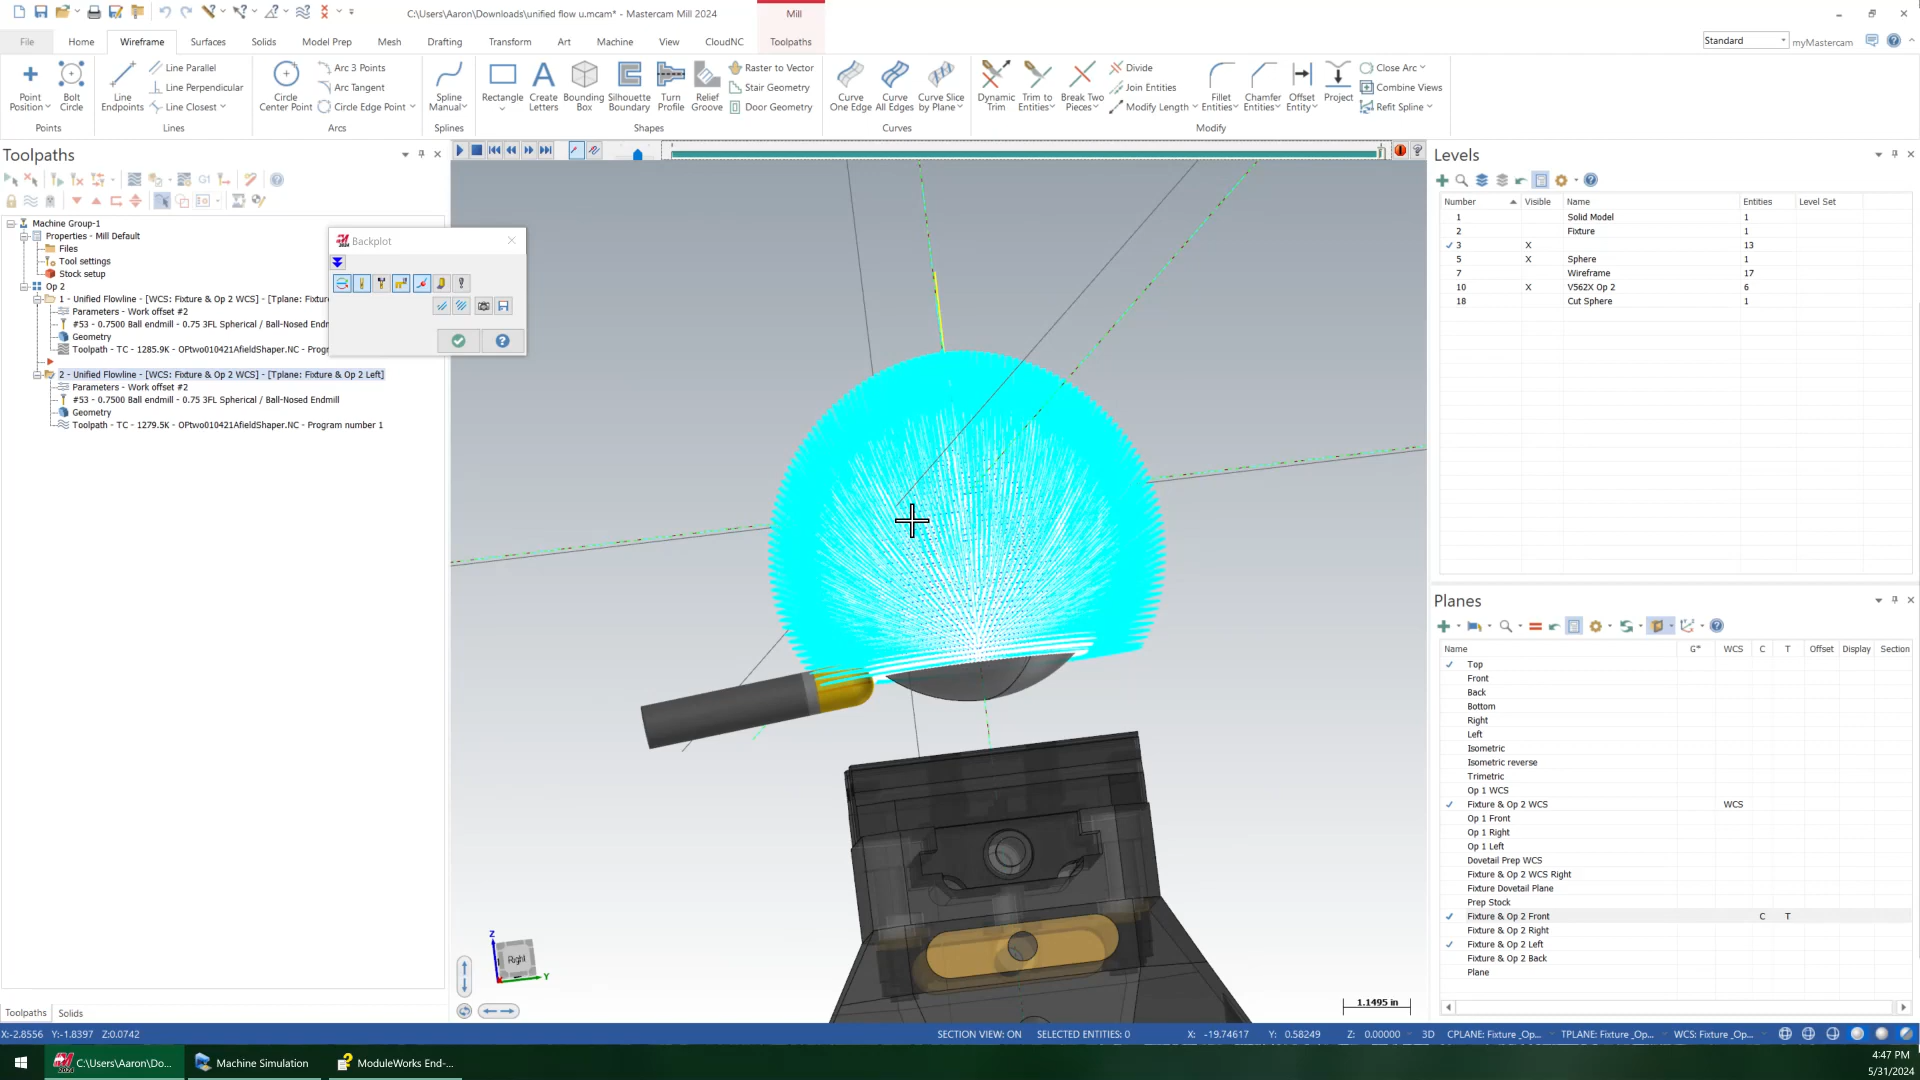 C:\Users\Aaron\Downloads\unified flow u.mcam* - Mastercam Mill 2024
Mill
File
Home
Wireframe
Surfaces
Solids
Model Prep
Mesh
Drafting
Transform
Art
Machine
View
CloudNC
Toolpaths
Standard
myMastercam
Point
Position
Bolt
Circle
Points
Line
Endpoints
Line Parallel
Line Perpendicular
Line Closest
Lines
Circle
Center Point
Arc 3 Points
Arc Tangent
Circle Edge Point
Arcs
Spline
Manual
Splines
Rectangle
Create
Letters
Bounding
Box
Silhouette
Boundary
Turn
Profile
Relief
Groove
Raster to Vector
Stair Geometry
Door Geometry
Shapes
Curve
One Edge
Curve
All Edges
Curve Slice
by Plane
Curves
Dynamic
Trim
Trim to
Entities
Break Two
Pieces
Divide
Join Entities
Modify Length
Fillet
Entities
Chamfer
Entities
Offset
Entity
Project
Close Arc
Combine Views
Refit Spline
Modify
Toolpaths
G1
Machine Group-1
Properties - Mill Default
Files
Tool settings
Stock setup
Op 2
1 - Unified Flowline - [WCS: Fixture & Op 2 WCS] - [Tplane: Fixture
Parameters - Work offset #2
#53 - 0.7500 Ball endmill - 0.75 3FL Spherical / Ball-Nosed Endm
Geometry
Toolpath - TC - 1285.9K - OPtwo010421AfieldShaper.NC - Progr
2 - Unified Flowline - [WCS: Fixture & Op 2 WCS] - [Tplane: Fixture & Op 2 Left]
Parameters - Work offset #2
#53 - 0.7500 Ball endmill - 0.75 3FL Spherical / Ball-Nosed Endmill
Geometry
Toolpath - TC - 1279.5K - OPtwo010421AfieldShaper.NC - Program number 1
Backplot
Z
Right
Y
1.1495 in
Levels
Number Visible Name Entities Level Set
1 Solid Model 1
2 Fixture 1
3 X 13
5 X Sphere 1
7 Wireframe 17
10 X V562X Op 2 6
18 Cut Sphere 1
Planes
Name G* WCS C T Offset Display Section
Top
Front
Back
Bottom
Right
Left
Isometric
Isometric reverse
Trimetric
Op 1 WCS
Fixture & Op 2 WCS WCS
Op 1 Front
Op 1 Right
Op 1 Left
Dovetail Prep WCS
Fixture & Op 2 WCS Right
Fixture Dovetail Plane
Prep Stock
Fixture & Op 2 Front C T
Fixture & Op 2 Right
Fixture & Op 2 Left
Fixture & Op 2 Back
Plane
Toolpaths Solids
X:-2.8556 Y:-1.8397 Z:0.0742
SECTION VIEW: ON SELECTED ENTITIES: 0 X: -19.74617 Y: 0.58249 Z: 0.00000 3D CPLANE: Fixture _Op... TPLANE: Fixture _Op... WCS: Fixture _Op...
C:\Users\Aaron\Do...
Machine Simulation
ModuleWorks End-...
4:47 PM
5/31/2024